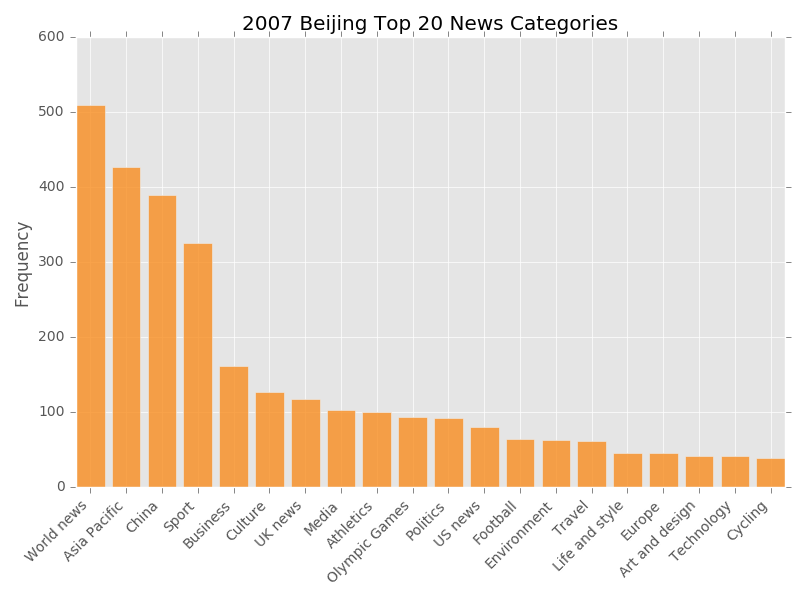 2007 Beijing Top 20 News Categories
600
500
400
300
200
100
0
Frequency
World news
Asia Pacific
China
Sport
Business
Culture
UK news
Media
Athletics
Olympic Games
Politics
US news
Football
Environment
Travel
Life and style
Europe
Art and design
Technology
Cycling